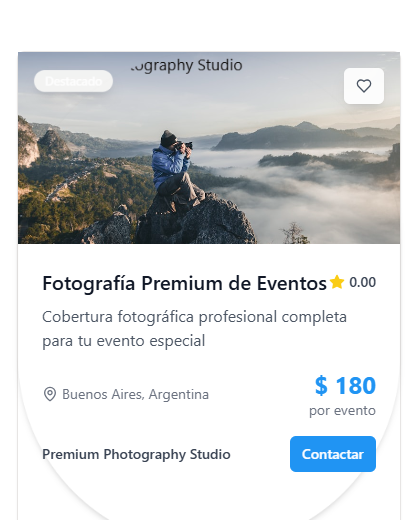 ography Studio
Destacado
Fotografía Premium de Eventos 0.00
Cobertura fotográfica profesional completa
para tu evento especial
$ 180
Buenos Aires, Argentina
por evento
Premium Photography Studio
Contactar